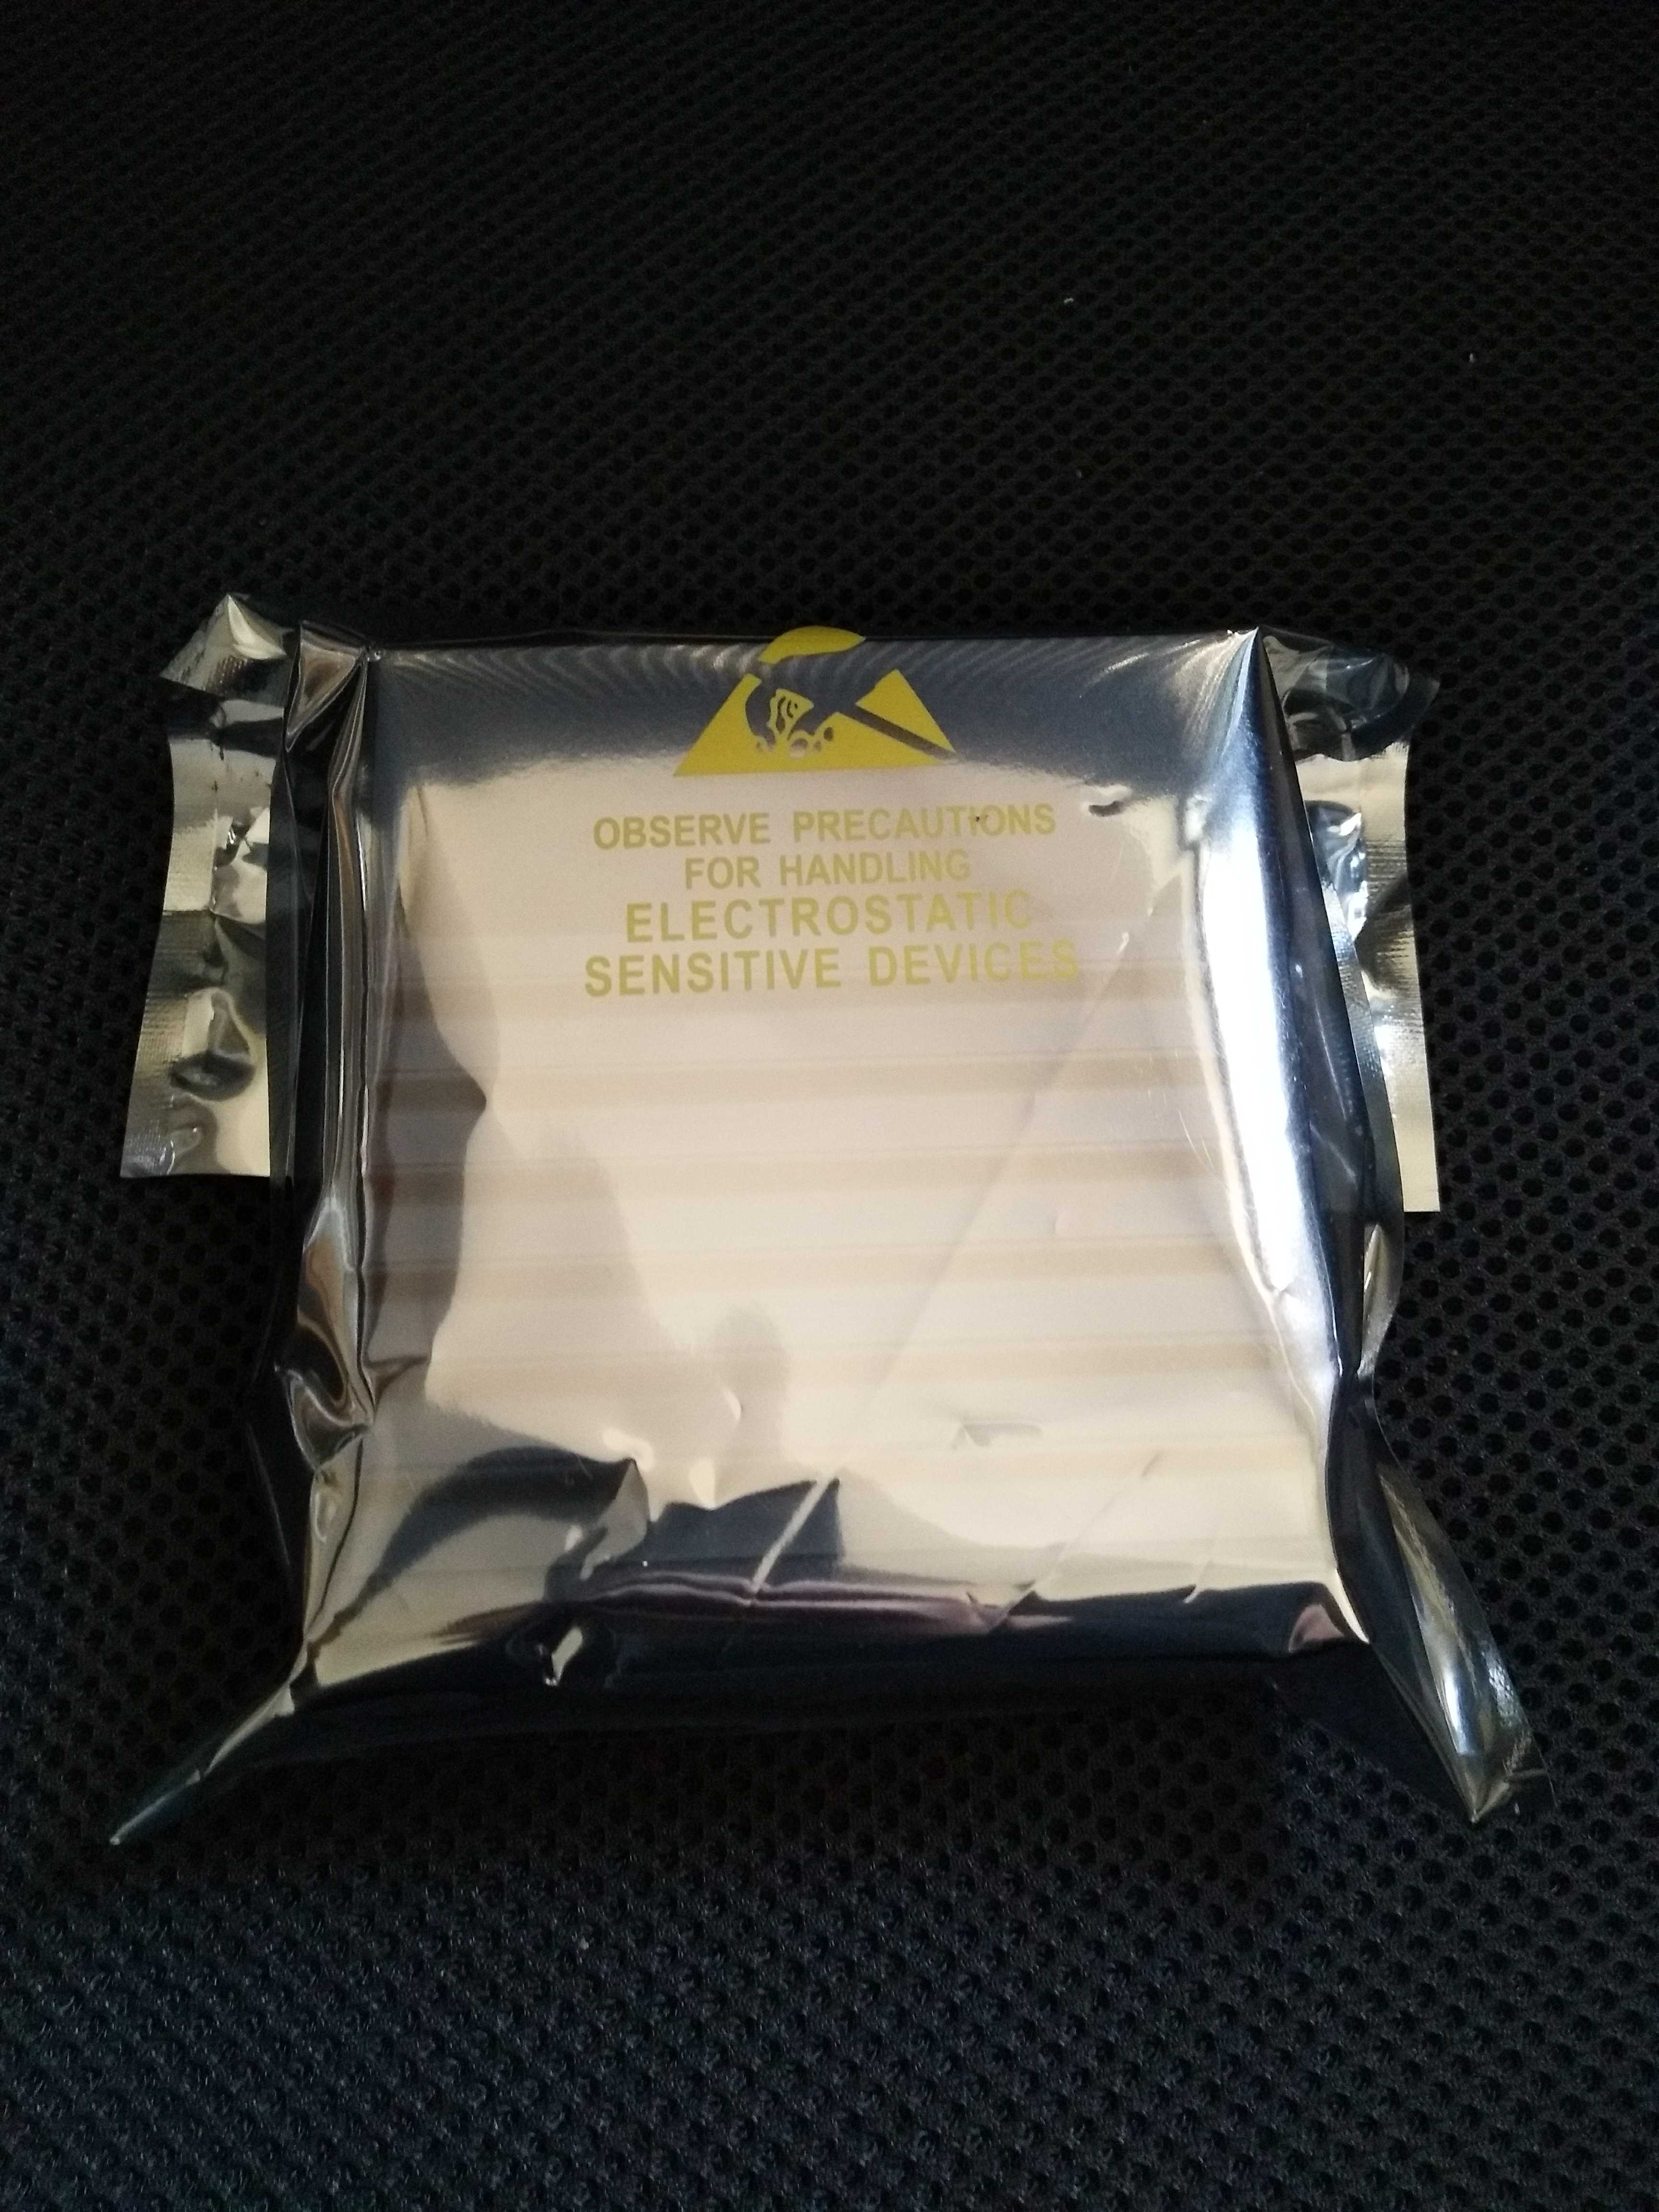 OBSERVE PRECAUTIONS
FOR HANDLING
ELECTROSTATIC
SENSITIVE DEVICES